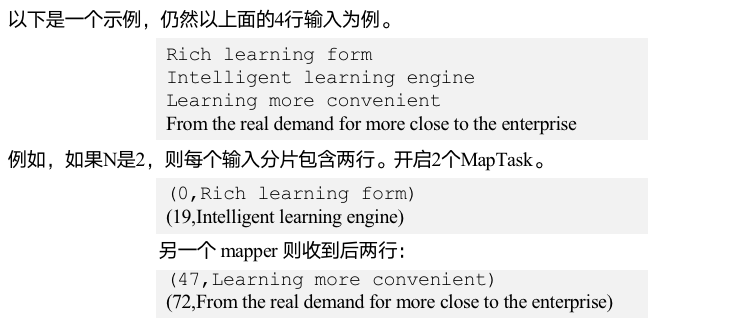 以下是一个示例，仍然以上面的4行输入为例。
Rich learning form
Intelligent learning engine
Learning more convenient
From the real demand for more close to the enterprise
例如，如果N是2，则每个输入分片包含两行。开启2个MapTask。
(0,Rich learning form)
(19,Intelligent learning engine)
另一个 mapper 则收到后两行：
(47,Learning more convenient)
(72,From the real demand for more close to the enterprise)